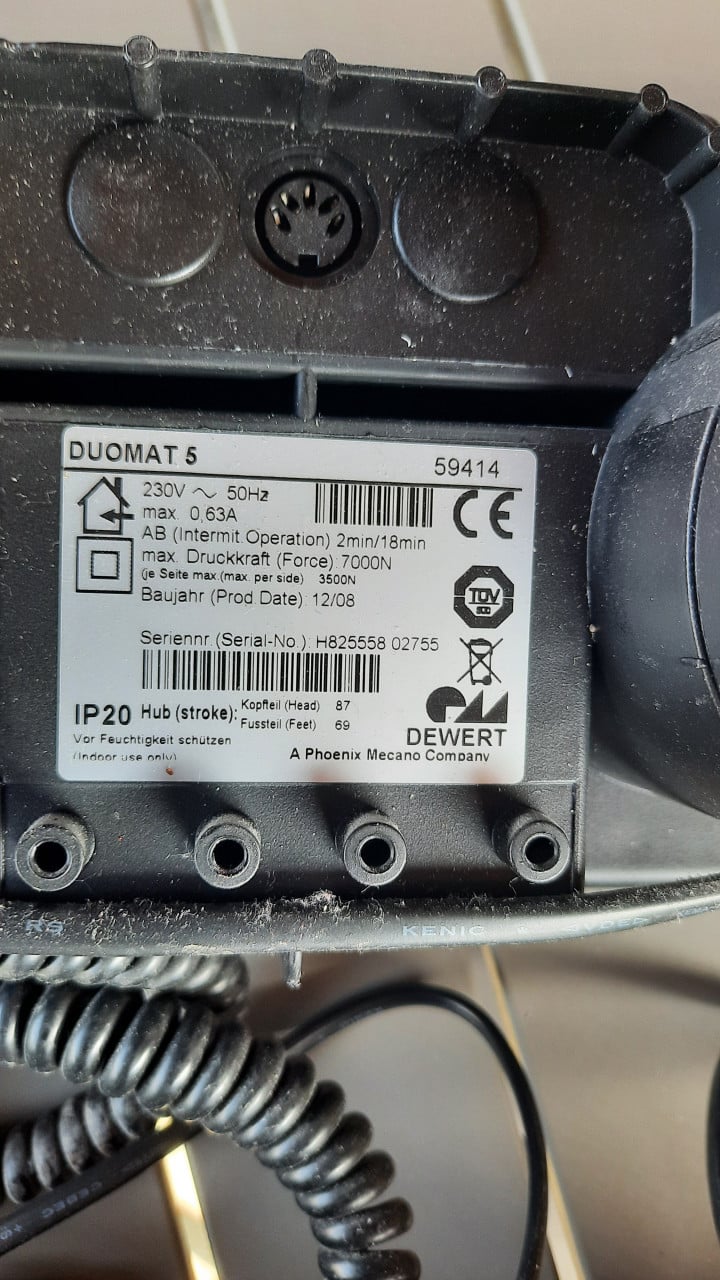 DUOMAT 5
59414
230V ~ 50Hz
max. 0,63A
AB (Intermit.Operation) 2min/18min
max. Druckkraft (Force): 7000N
(je Seite max.(max. per side) 3500N
Baujahr (Prod.Date): 12/08
CE
TÜV
Seriennr.(Serial-No.): H825558 02755
IP20 Hub (stroke): Kopfteil (Head) 87
Fussteil (Feet) 69
Vor Feuchtigkeit schützen
(Indoor use only)
DEWERT
A Phoenix Mecano Company
KENIC